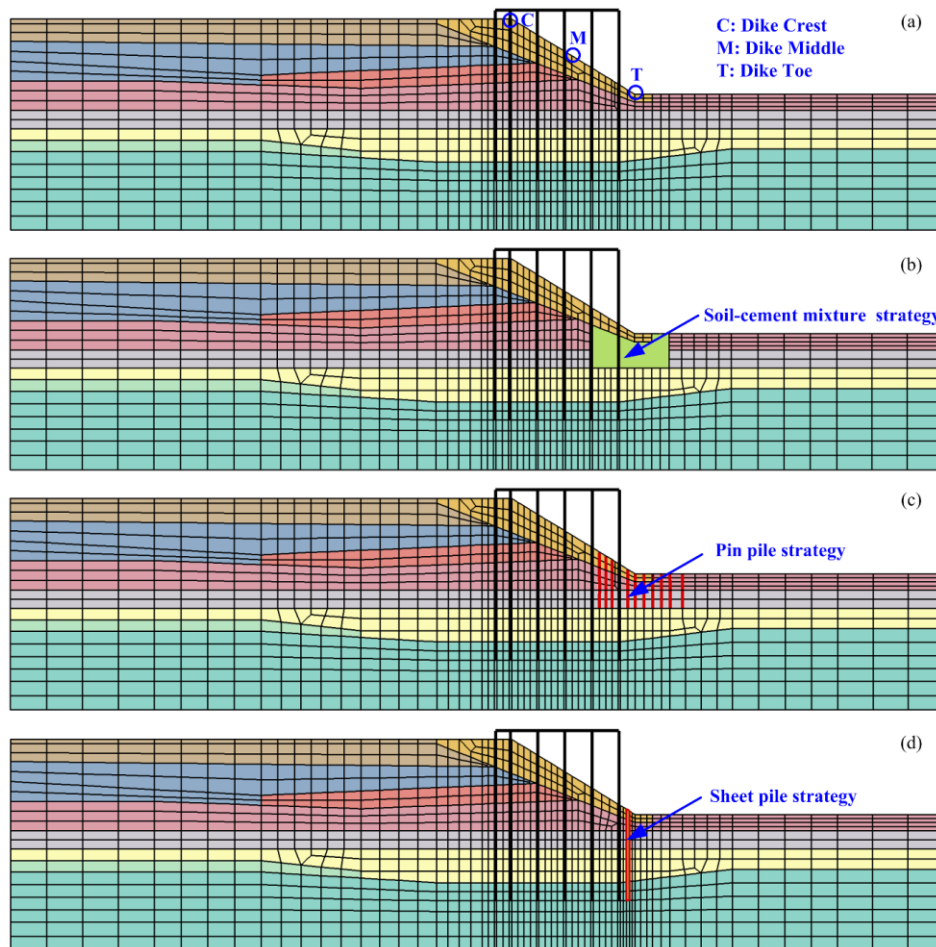 (a)
C: Dike Crest
M: Dike Middle
T: Dike Toe
C
M
T
(b)
Soil-cement mixture strategy
(c)
Pin pile strategy
(d)
Sheet pile strategy